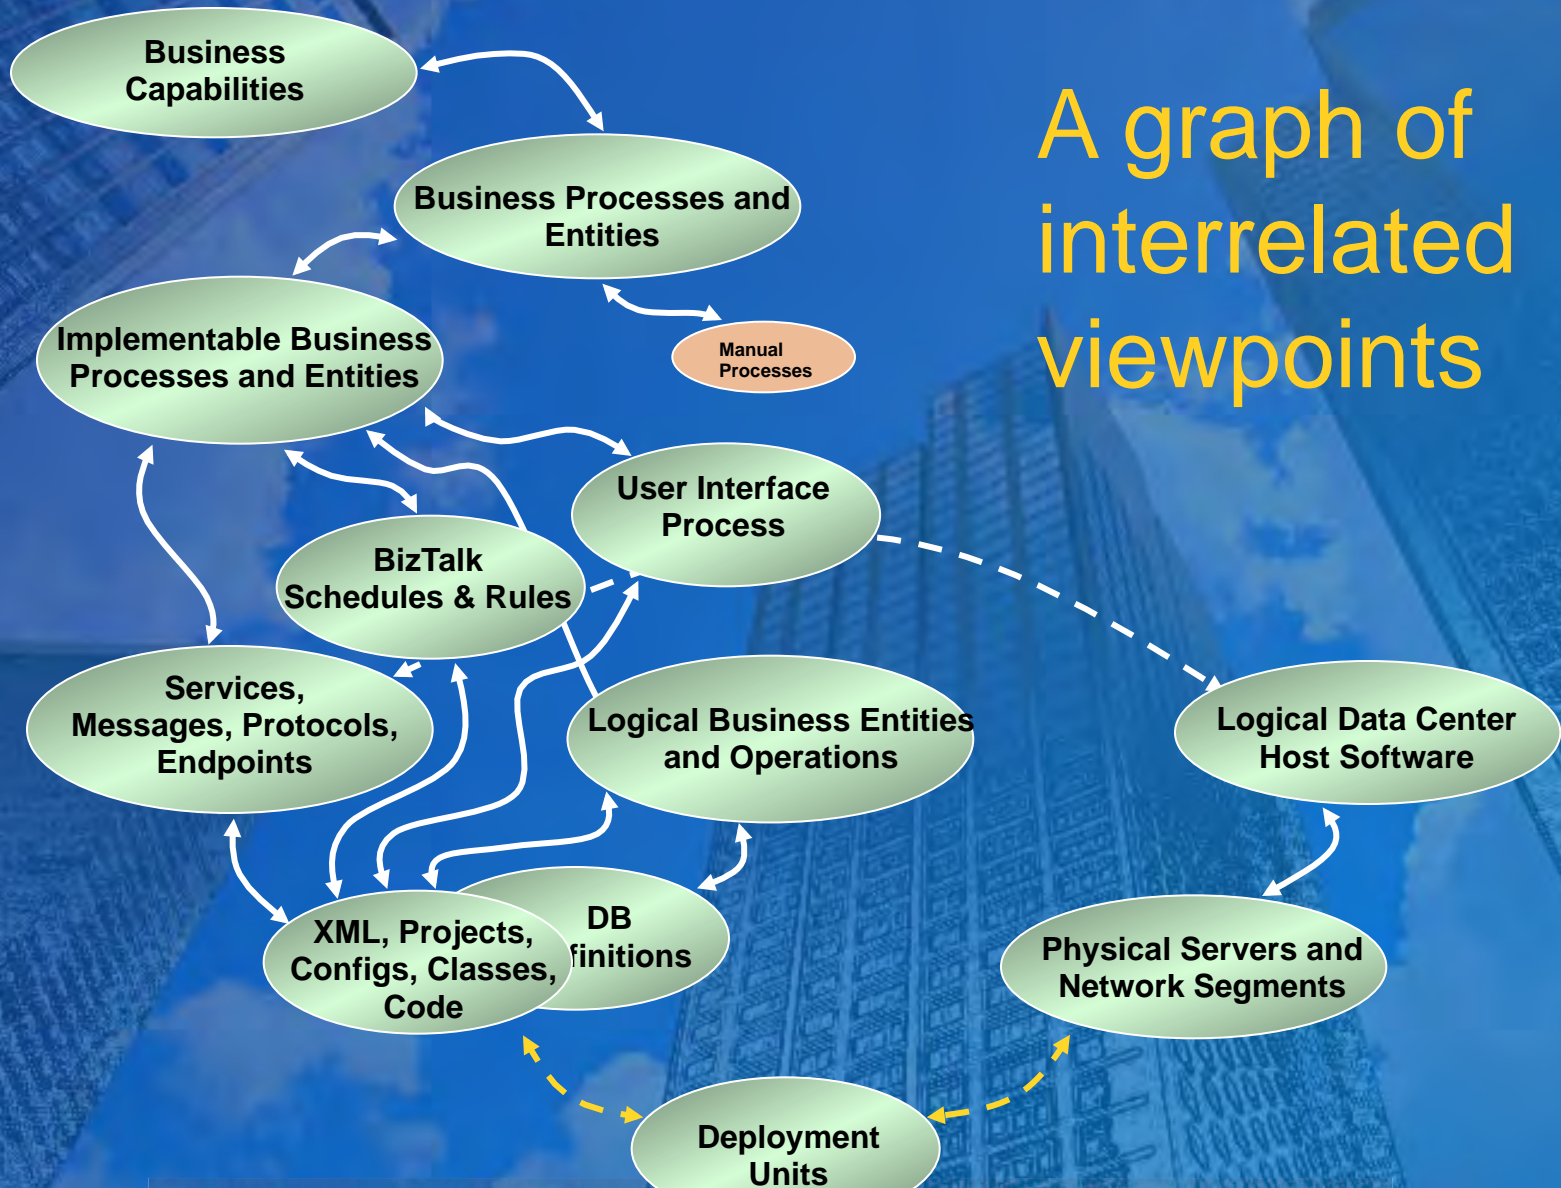 Business
Capabilities
A graph of
interrelated
viewpoints
Business Processes and
Entities
Implementable Business
Processes and Entities
Manual
Processes
User Interface
Process
BizTalk
Schedules & Rules
Services,
Messages, Protocols,
Endpoints
Logical Business Entities
and Operations
Logical Data Center
Host Software
DB
finitions
XML, Projects,
Configs, Classes,
Code
Physical Servers and
Network Segments
Deployment
Units